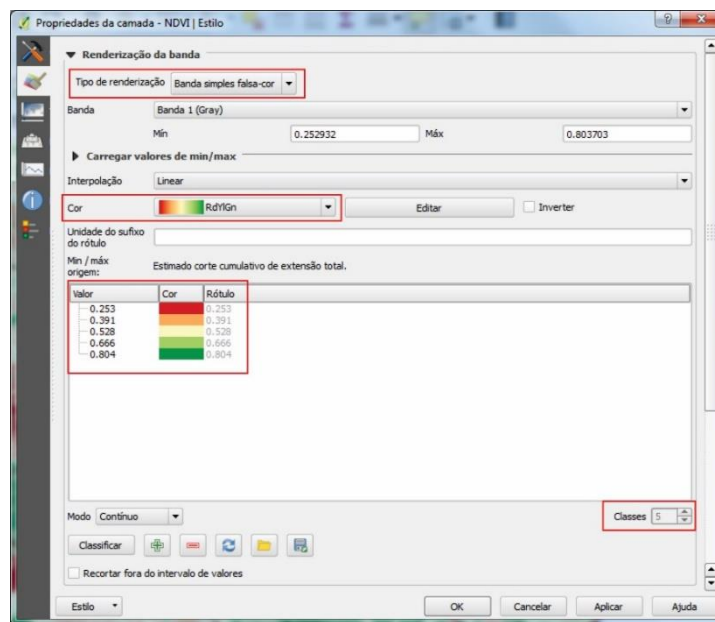 Propriedades da camada - NDVI | Estilo
Renderização da banda
Tipo de renderização Banda simples falsa-cor
Banda Banda 1 (Gray)
Mín 0.252932 Máx 0.803703
Carregar valores de min/max
Interpolação Linear
Cor RdYlGn Editar Inverter
Unidade do sufixo
do rótulo
Min / máx
origem: Estimado corte cumulativo de extensão total.
Valor Cor Rótulo
0.253 0.253
0.391 0.391
0.528 0.528
0.666 0.666
0.804 0.804
Modo Contínuo Classes 5
Classificar
Recortar fora do intervalo de valores
Estilo OK Cancelar Aplicar Ajuda